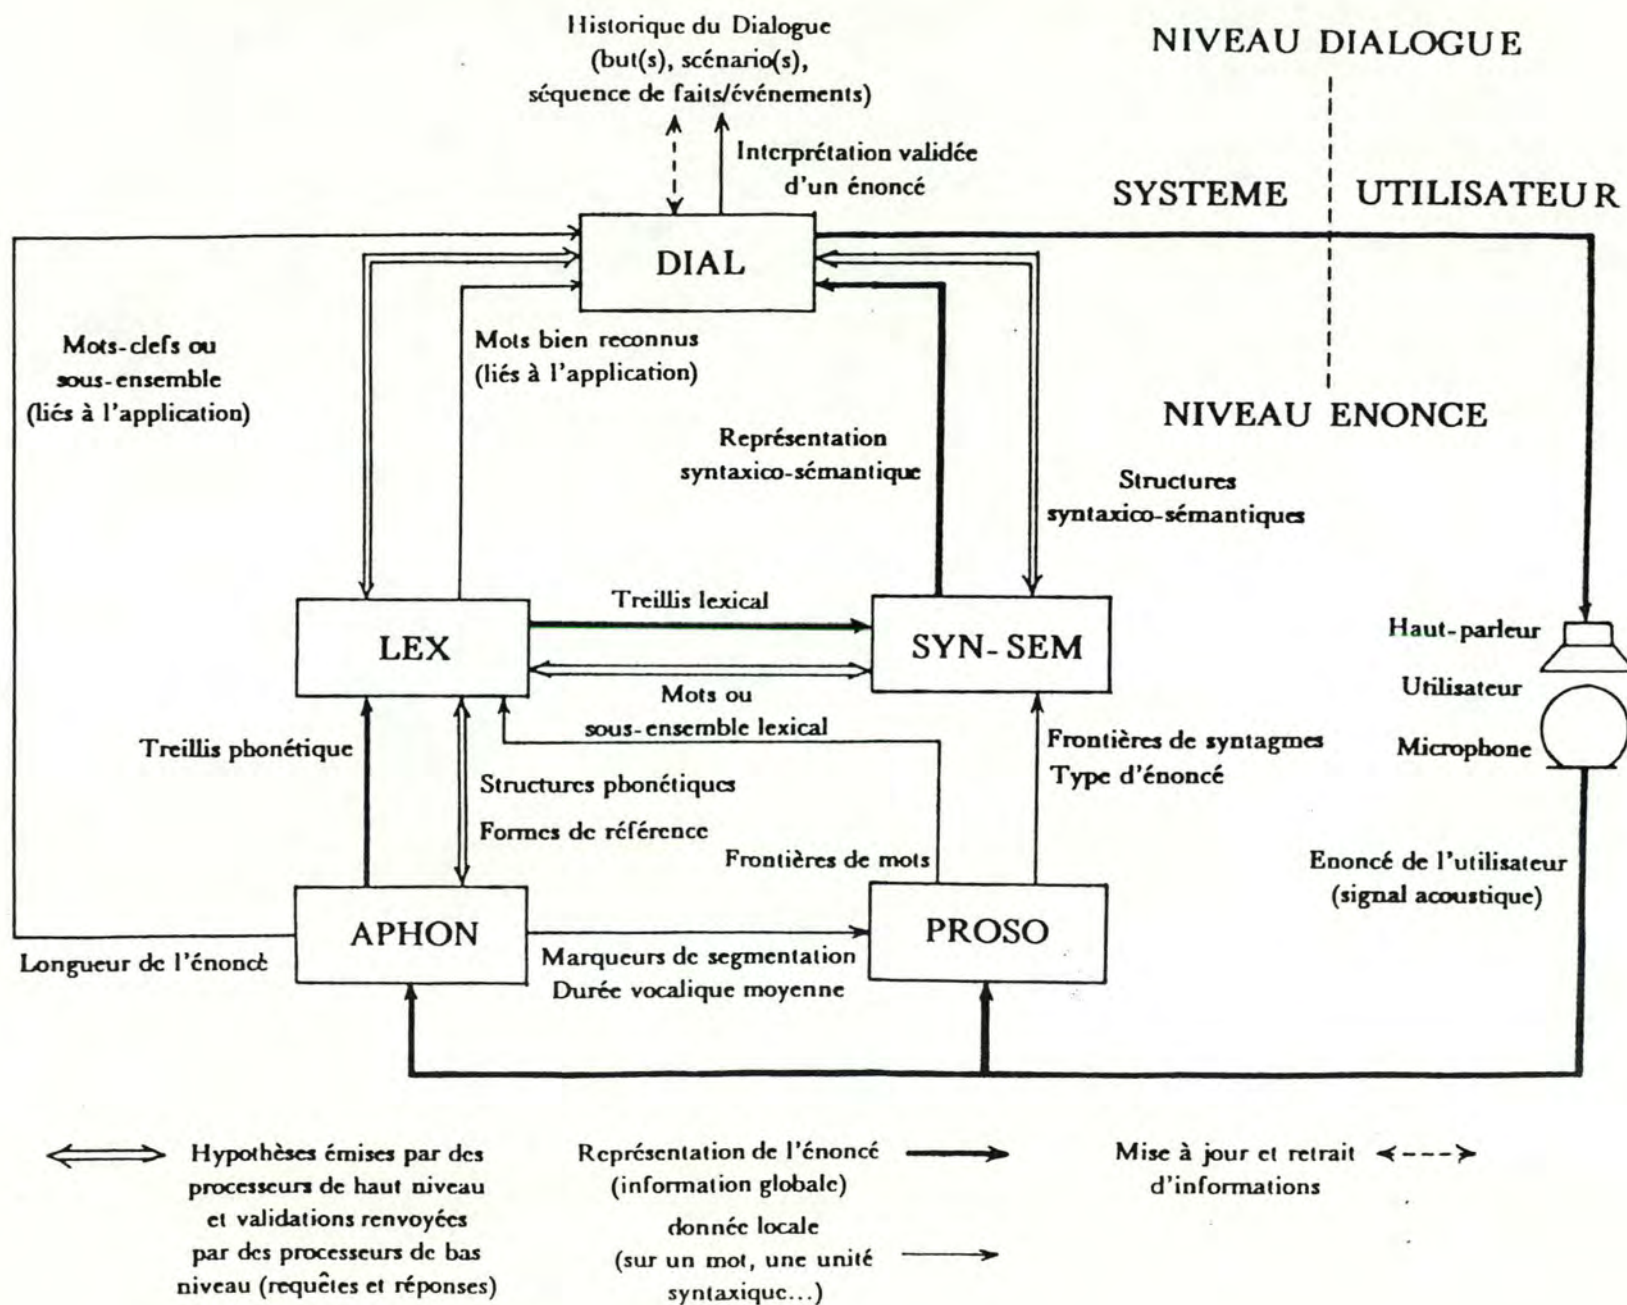 Historique du Dialogue
(but(s), scénario(s),
séquence de faits/événements)
NIVEAU DIALOGUE
Interprétation validée
d'un énoncé
SYSTEME
UTILISATEUR
DIAL
Mots-clefs ou
sous-ensemble
(liés à l'application)
Mots bien reconnus
(liés à l'application)
NIVEAU ENONCE
Représentation
syntaxico-sémantique
Structures
syntaxico-sémantiques
Treillis lexical
LEX
SYN-SEM
Haut-parleur
Utilisateur
Microphone
Mots ou
sous-ensemble lexical
Treillis phonétique
Frontières de syntagmes
Type d'énoncé
Structures phonétiques
Formes de référence
Frontières de mots
Enoncé de l'utilisateur
(signal acoustique)
APHON
PROSO
Longueur de l'énoncé
Marqueurs de segmentation
Durée vocalique moyenne
Hypothèses émises par des
processeurs de haut niveau
et validations renvoyées
par des processeurs de bas
niveau (requêtes et réponses)
Représentation de l'énoncé
(information globale)
donnée locale
(sur un mot, une unité
syntaxique...)
Mise à jour et retrait
d'informations